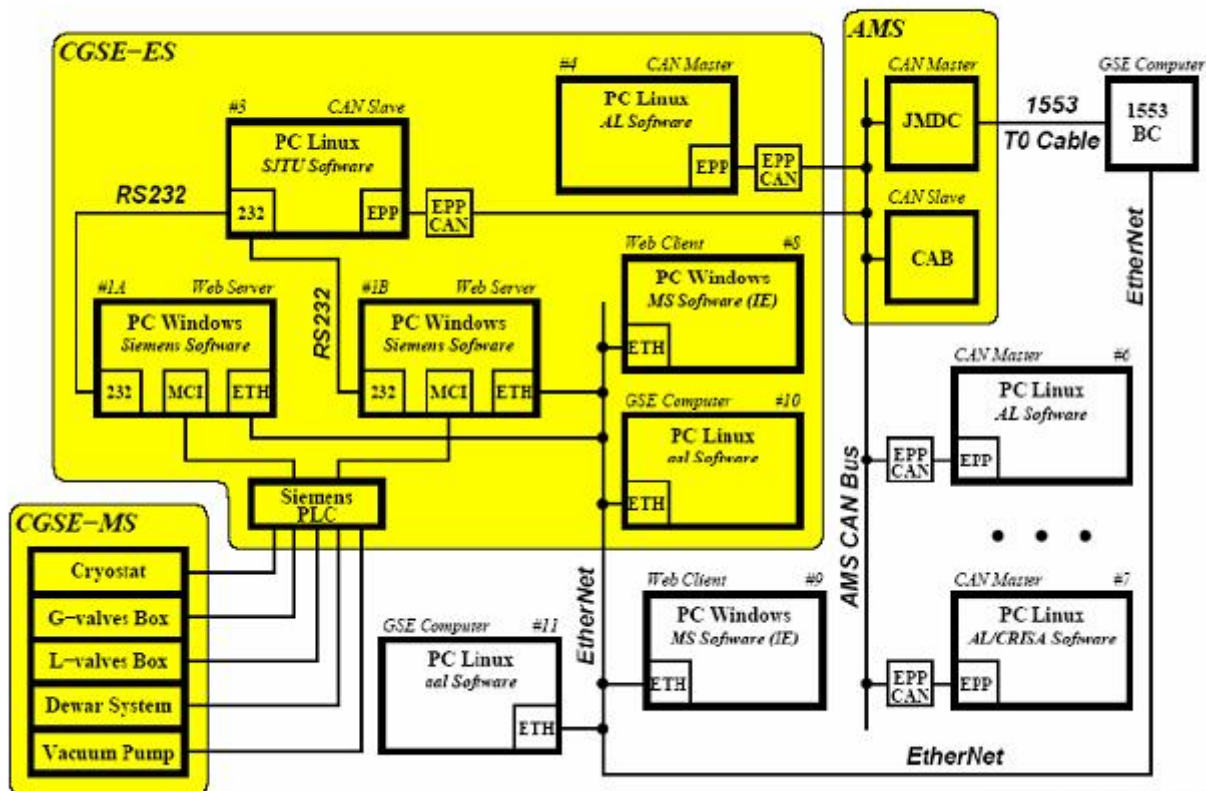 CGSE−ES
AMS
#4 CAN Master
PC Linux
AL Software
EPP
EPP
CAN
CAN Master
JMDC
1553
T0 Cable
GSE Computer
1553
BC
#3 CAN Slave
PC Linux
SJTU Software
232
EPP
EPP
CAN
RS232
CAN Slave
CAB
EtherNet
#1A Web Server
PC Windows
Siemens Software
232
MCI
ETH
RS232
#1B Web Server
PC Windows
Siemens Software
232
MCI
ETH
Web Client #8
PC Windows
MS Software (IE)
ETH
GSE Computer #10
PC Linux
aal Software
ETH
CAN Master #6
PC Linux
AL Software
EPP
EPP
CAN
AMS CAN Bus
Siemens
PLC
CGSE−MS
Cryostat
G−valves Box
L−valves Box
Dewar System
Vacuum Pump
GSE Computer #11
PC Linux
aal Software
ETH
EtherNet
Web Client #9
PC Windows
MS Software (IE)
ETH
CAN Master #7
PC Linux
AL/CRISA Software
EPP
EPP
CAN
EtherNet